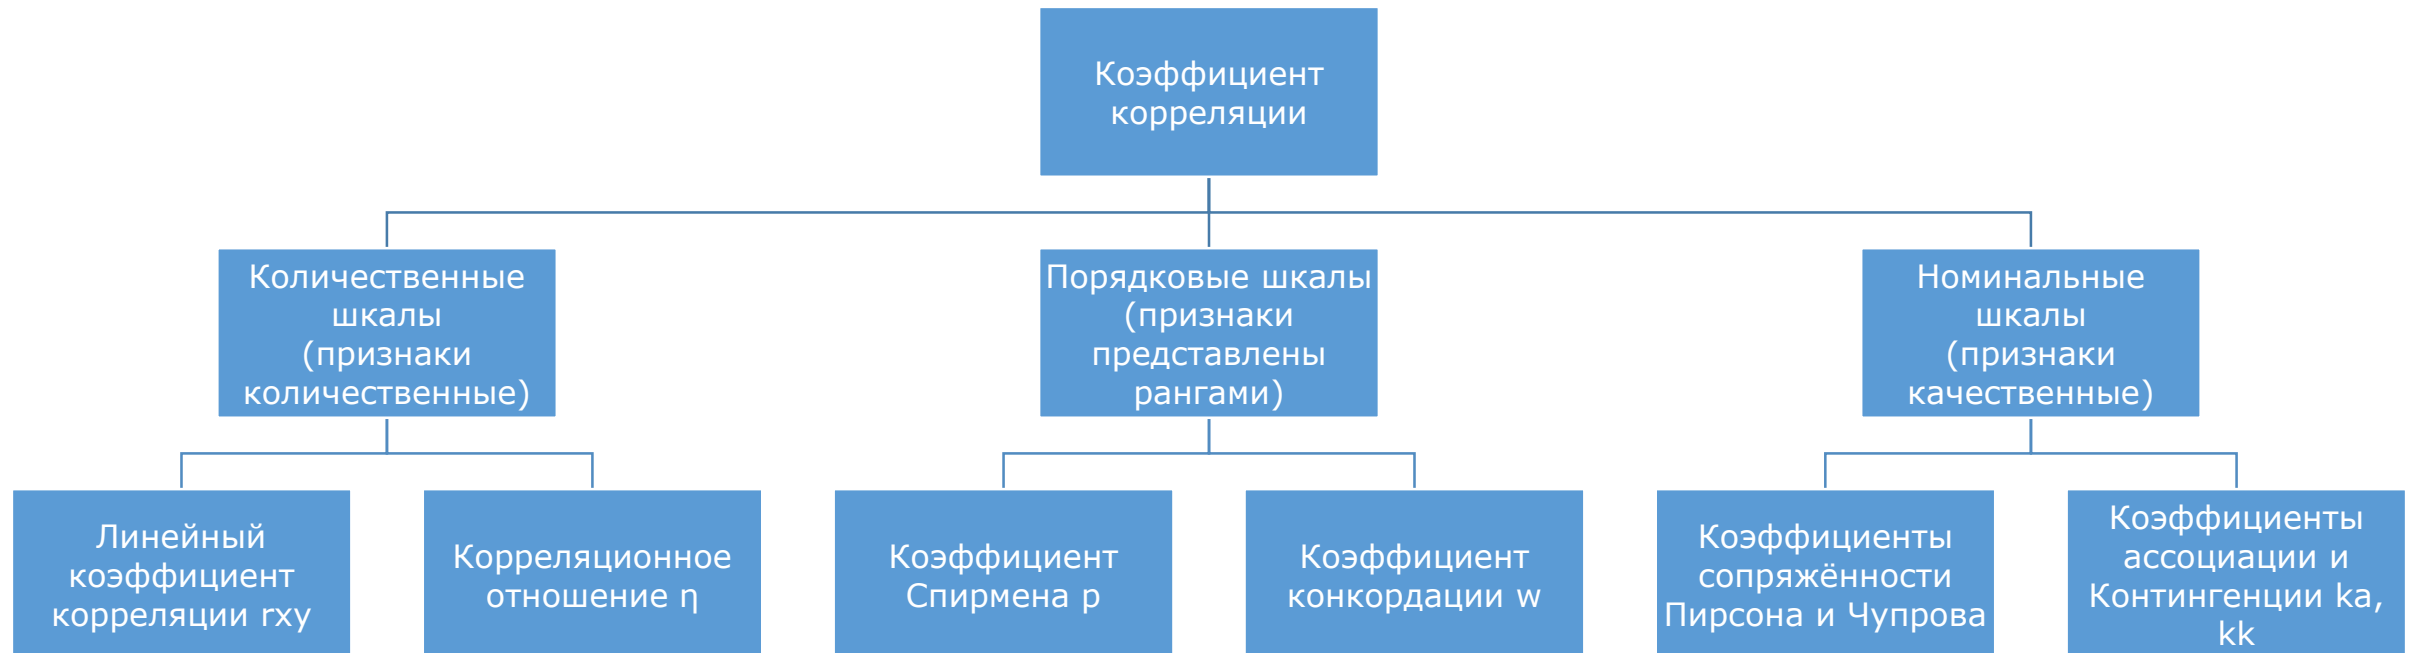 Коэффициент
корреляции
Количественные
шкалы
(признаки
количественные)
Порядковые шкалы
(признаки
представлены
рангами)
Номинальные
шкалы
(признаки
качественные)
Линейный
коэффициент
корреляции rxy
Корреляционное
отношение η
Коэффициент
Спирмена p
Коэффициент
конкордации w
Коэффициенты
сопряжённости
Пирсона и Чупрова
Коэффициенты
ассоциации и
Контингенции ka,
kk